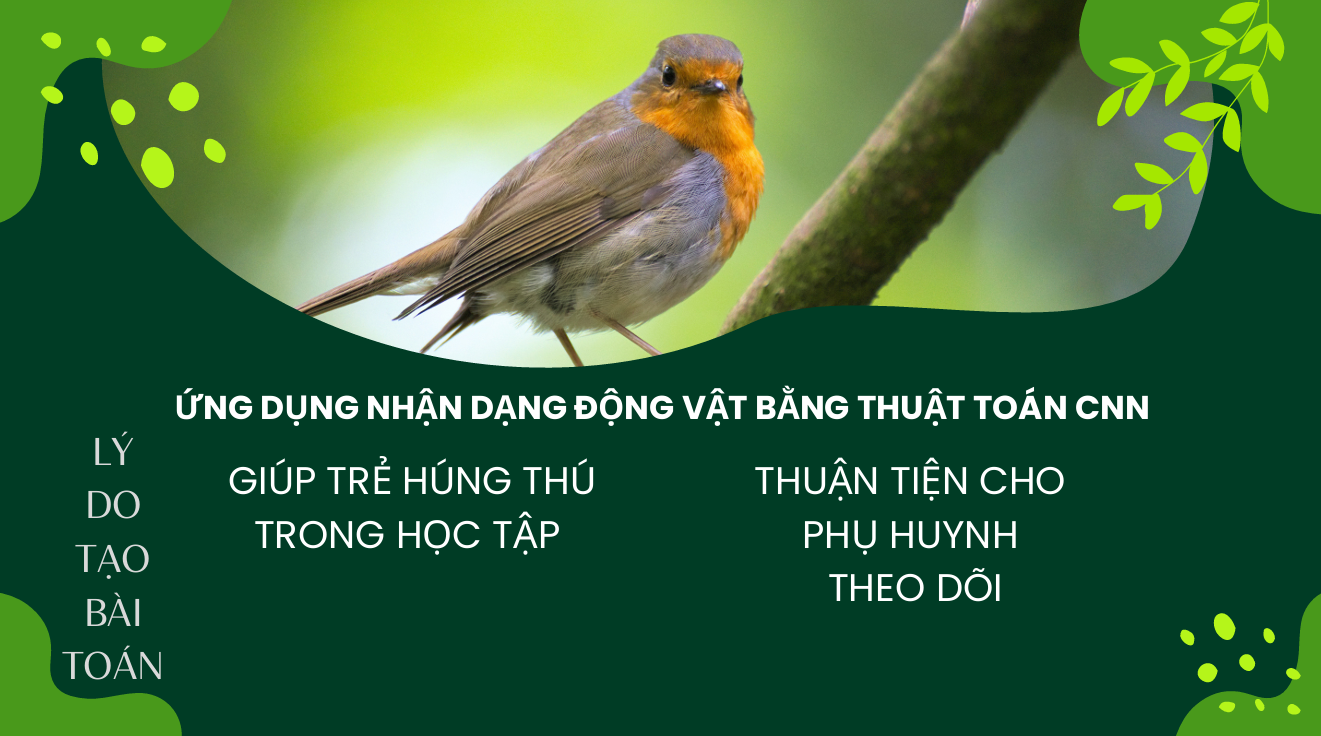 ỨNG DỤNG NHẬN DẠNG ĐỘNG VẬT BẰNG THUẬT TOÁN CNN
LÝ
DO
TẠO
BÀI
TOÁN
GIÚP TRẺ HÚNG THÚ
TRONG HỌC TẬP
THUẬN TIỆN CHO
PHỤ HUYNH
THEO DÕI